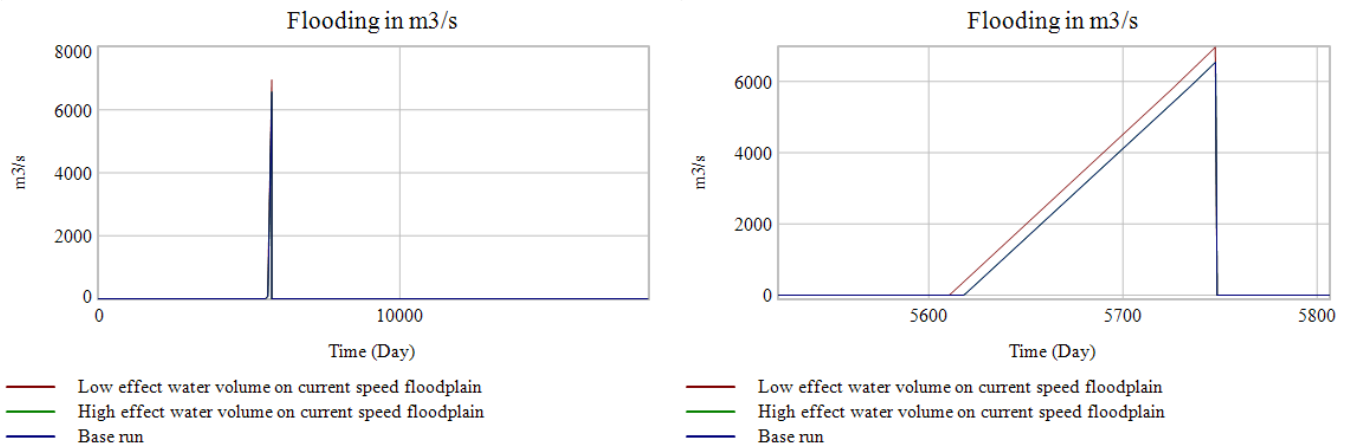 Flooding in m3/s
8000
6000
4000
2000
0
m3/s
0 10000
Time (Day)
Low effect water volume on current speed floodplain
High effect water volume on current speed floodplain
Base run
Flooding in m3/s
6000
4000
2000
0
m3/s
5600 5700 5800
Time (Day)
Low effect water volume on current speed floodplain
High effect water volume on current speed floodplain
Base run